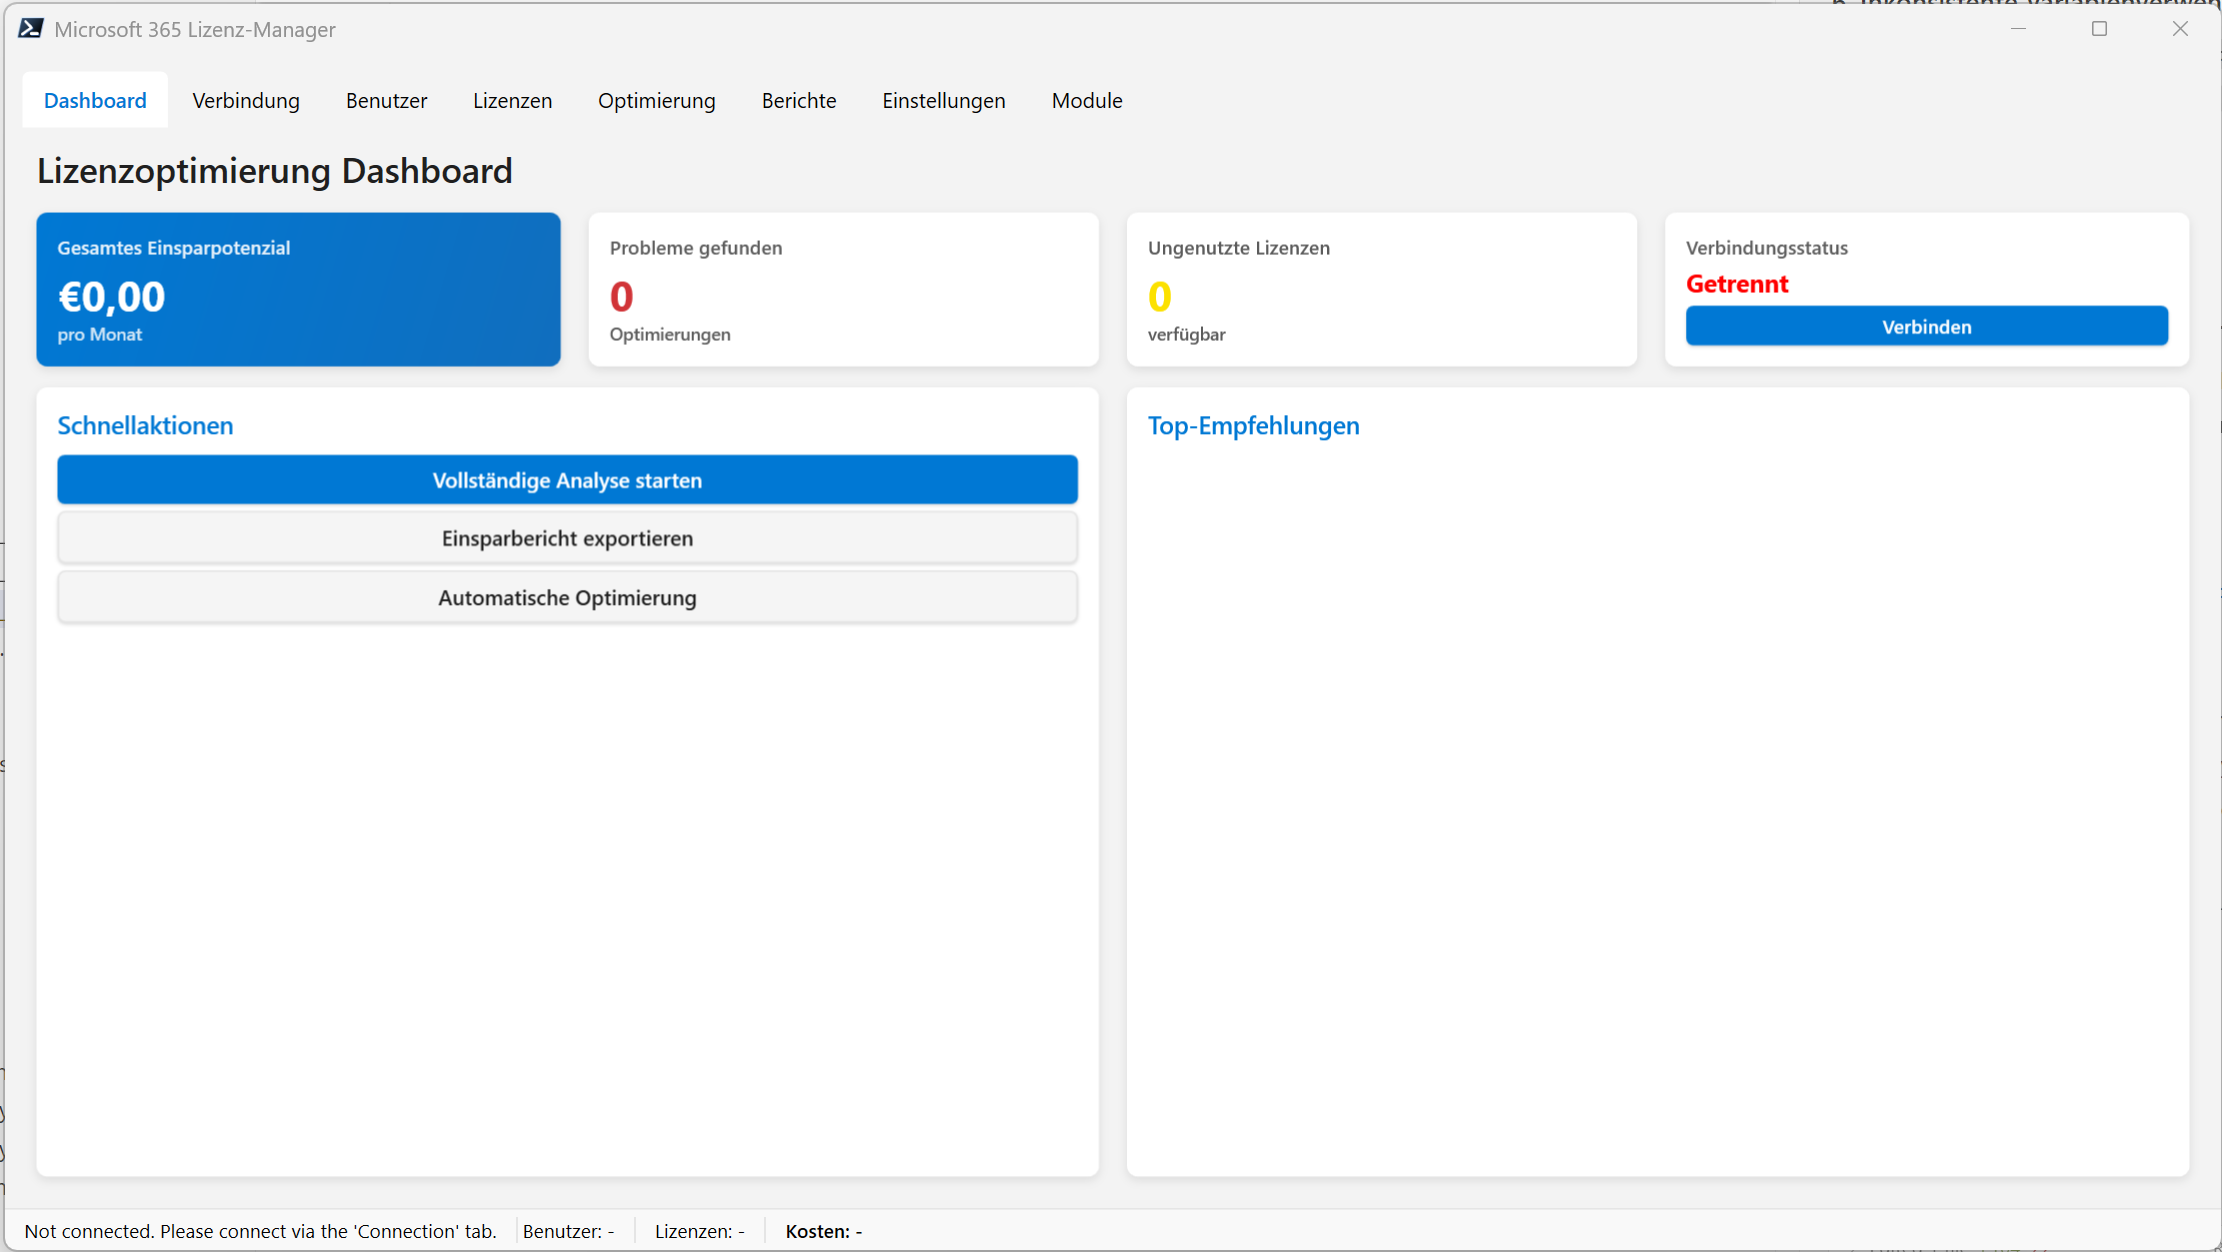 Microsoft 365 Lizenz-Manager
Dashboard Verbindung Benutzer Lizenzen Optimierung Berichte Einstellungen Module
Lizenzoptimierung Dashboard
Gesamtes Einsparpotenzial
€0,00
pro Monat
Probleme gefunden
0
Optimierungen
Ungenutzte Lizenzen
0
verfügbar
Verbindungsstatus
Getrennt
Verbinden
Schnellaktionen
Vollständige Analyse starten
Einsparbericht exportieren
Automatische Optimierung
Top-Empfehlungen
Not connected. Please connect via the 'Connection' tab. Benutzer: - Lizenzen: - Kosten: -